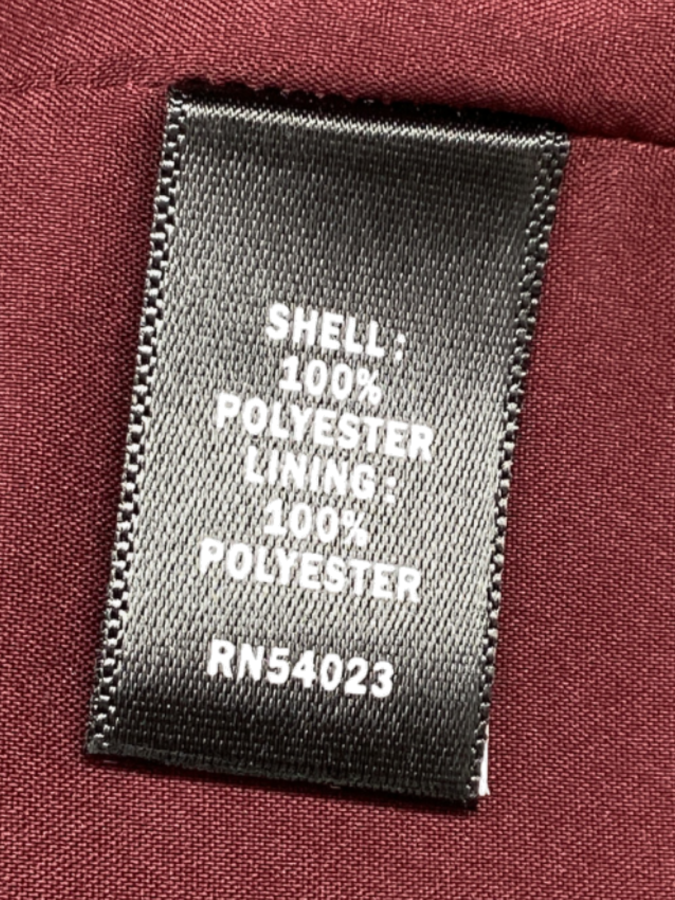 SHELL:
100%
POLYESTER
LINING:
100%
POLYESTER
RN54023